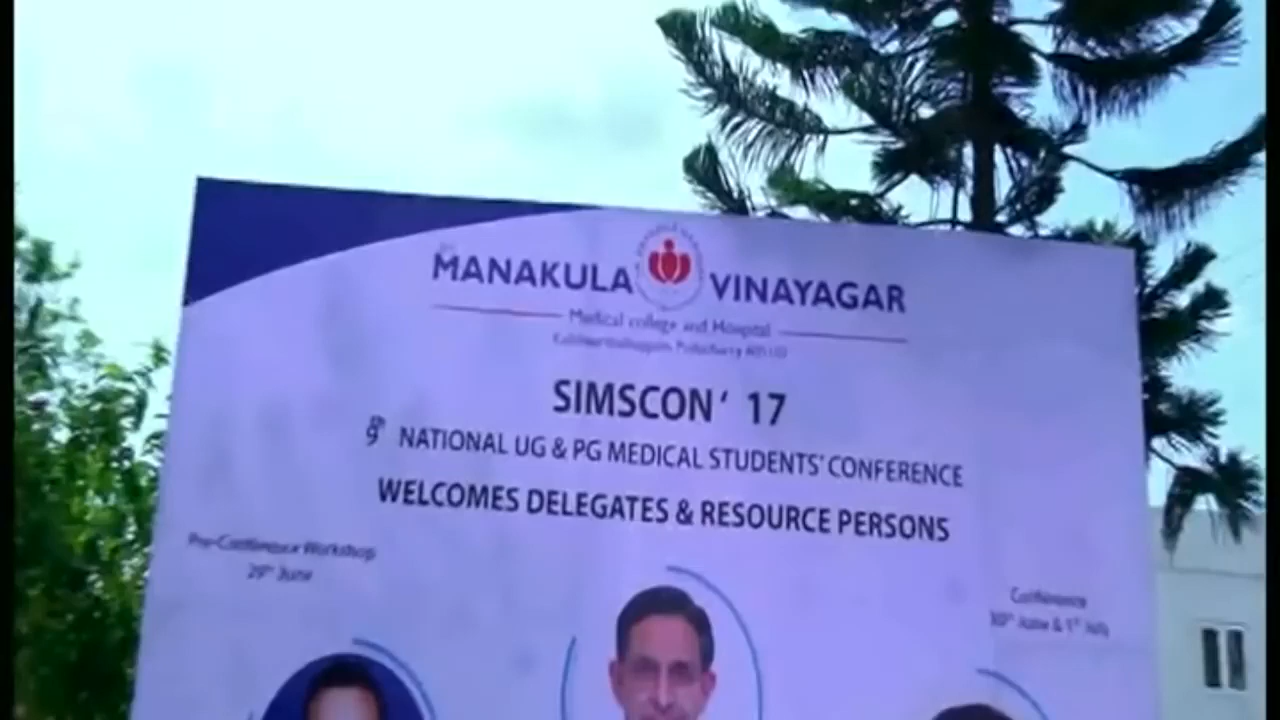 MANAKULA VINAYAGAR
Medical college and Hospital
SIMSCON' 17
9th NATIONAL UG & PG MEDICAL STUDENTS' CONFERENCE
WELCOMES DELEGATES & RESOURCE PERSONS
Pre-Conference Workshop
29th June
Conference
30th June & 1st July